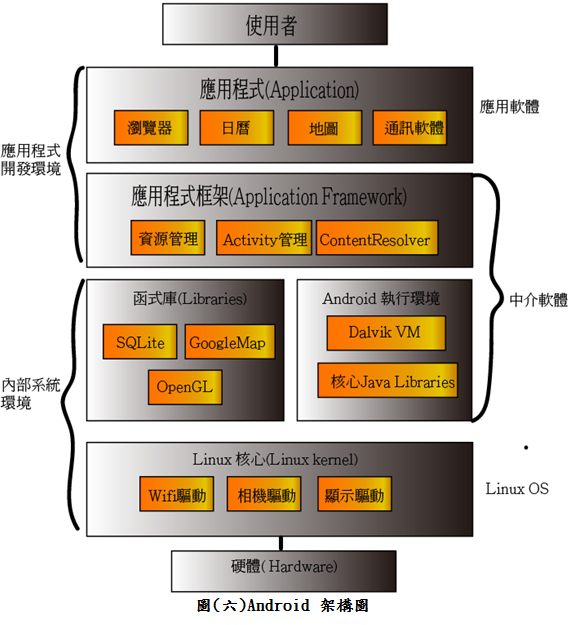 使用者
應用程式(Application)
瀏覽器
日曆
地圖
通訊軟體
應用軟體
應用程式
開發環境
應用程式框架(Application Framework)
資源管理
Activity管理
ContentResolver
中介軟體
函式庫(Libraries)
SQLite
GoogleMap
OpenGL
Android 執行環境
Dalvik VM
核心Java Libraries
內部系統
環境
Linux 核心(Linux kernel)
Wifi驅動
相機驅動
顯示驅動
Linux OS
硬體( Hardware)
圖(六)Android 架構圖